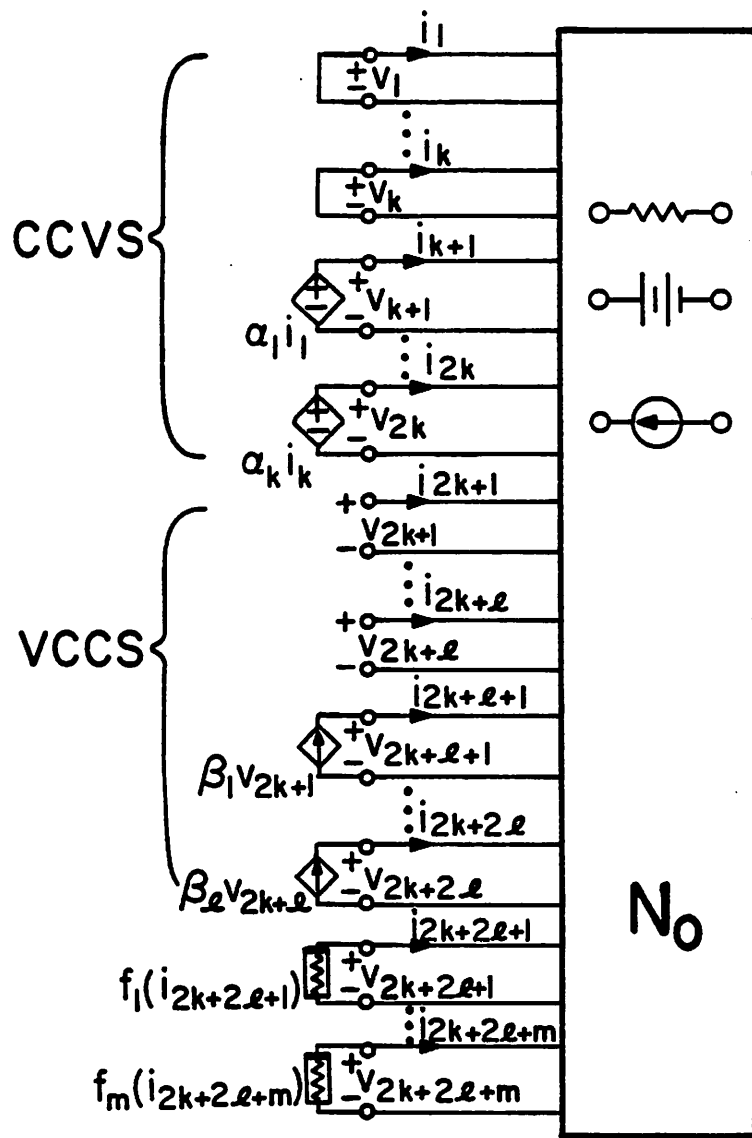 i1
± v1
ik
± vk
CCVS
ik+1
+ - + vk+1 -
α1i1
i2k
+ - + v2k -
αkik
i2k+1
+ v2k+1 -
i2k+ℓ
VCCS
+ v2k+ℓ -
i2k+ℓ+1
+ v2k+ℓ+1 -
β1v2k+1
i2k+2ℓ
+ v2k+2ℓ -
βℓv2k+ℓ
N0
i2k+2ℓ+1
+ v2k+2ℓ+1 -
f1(i2k+2ℓ+1)
i2k+2ℓ+m
+ v2k+2ℓ+m -
fm(i2k+2ℓ+m)